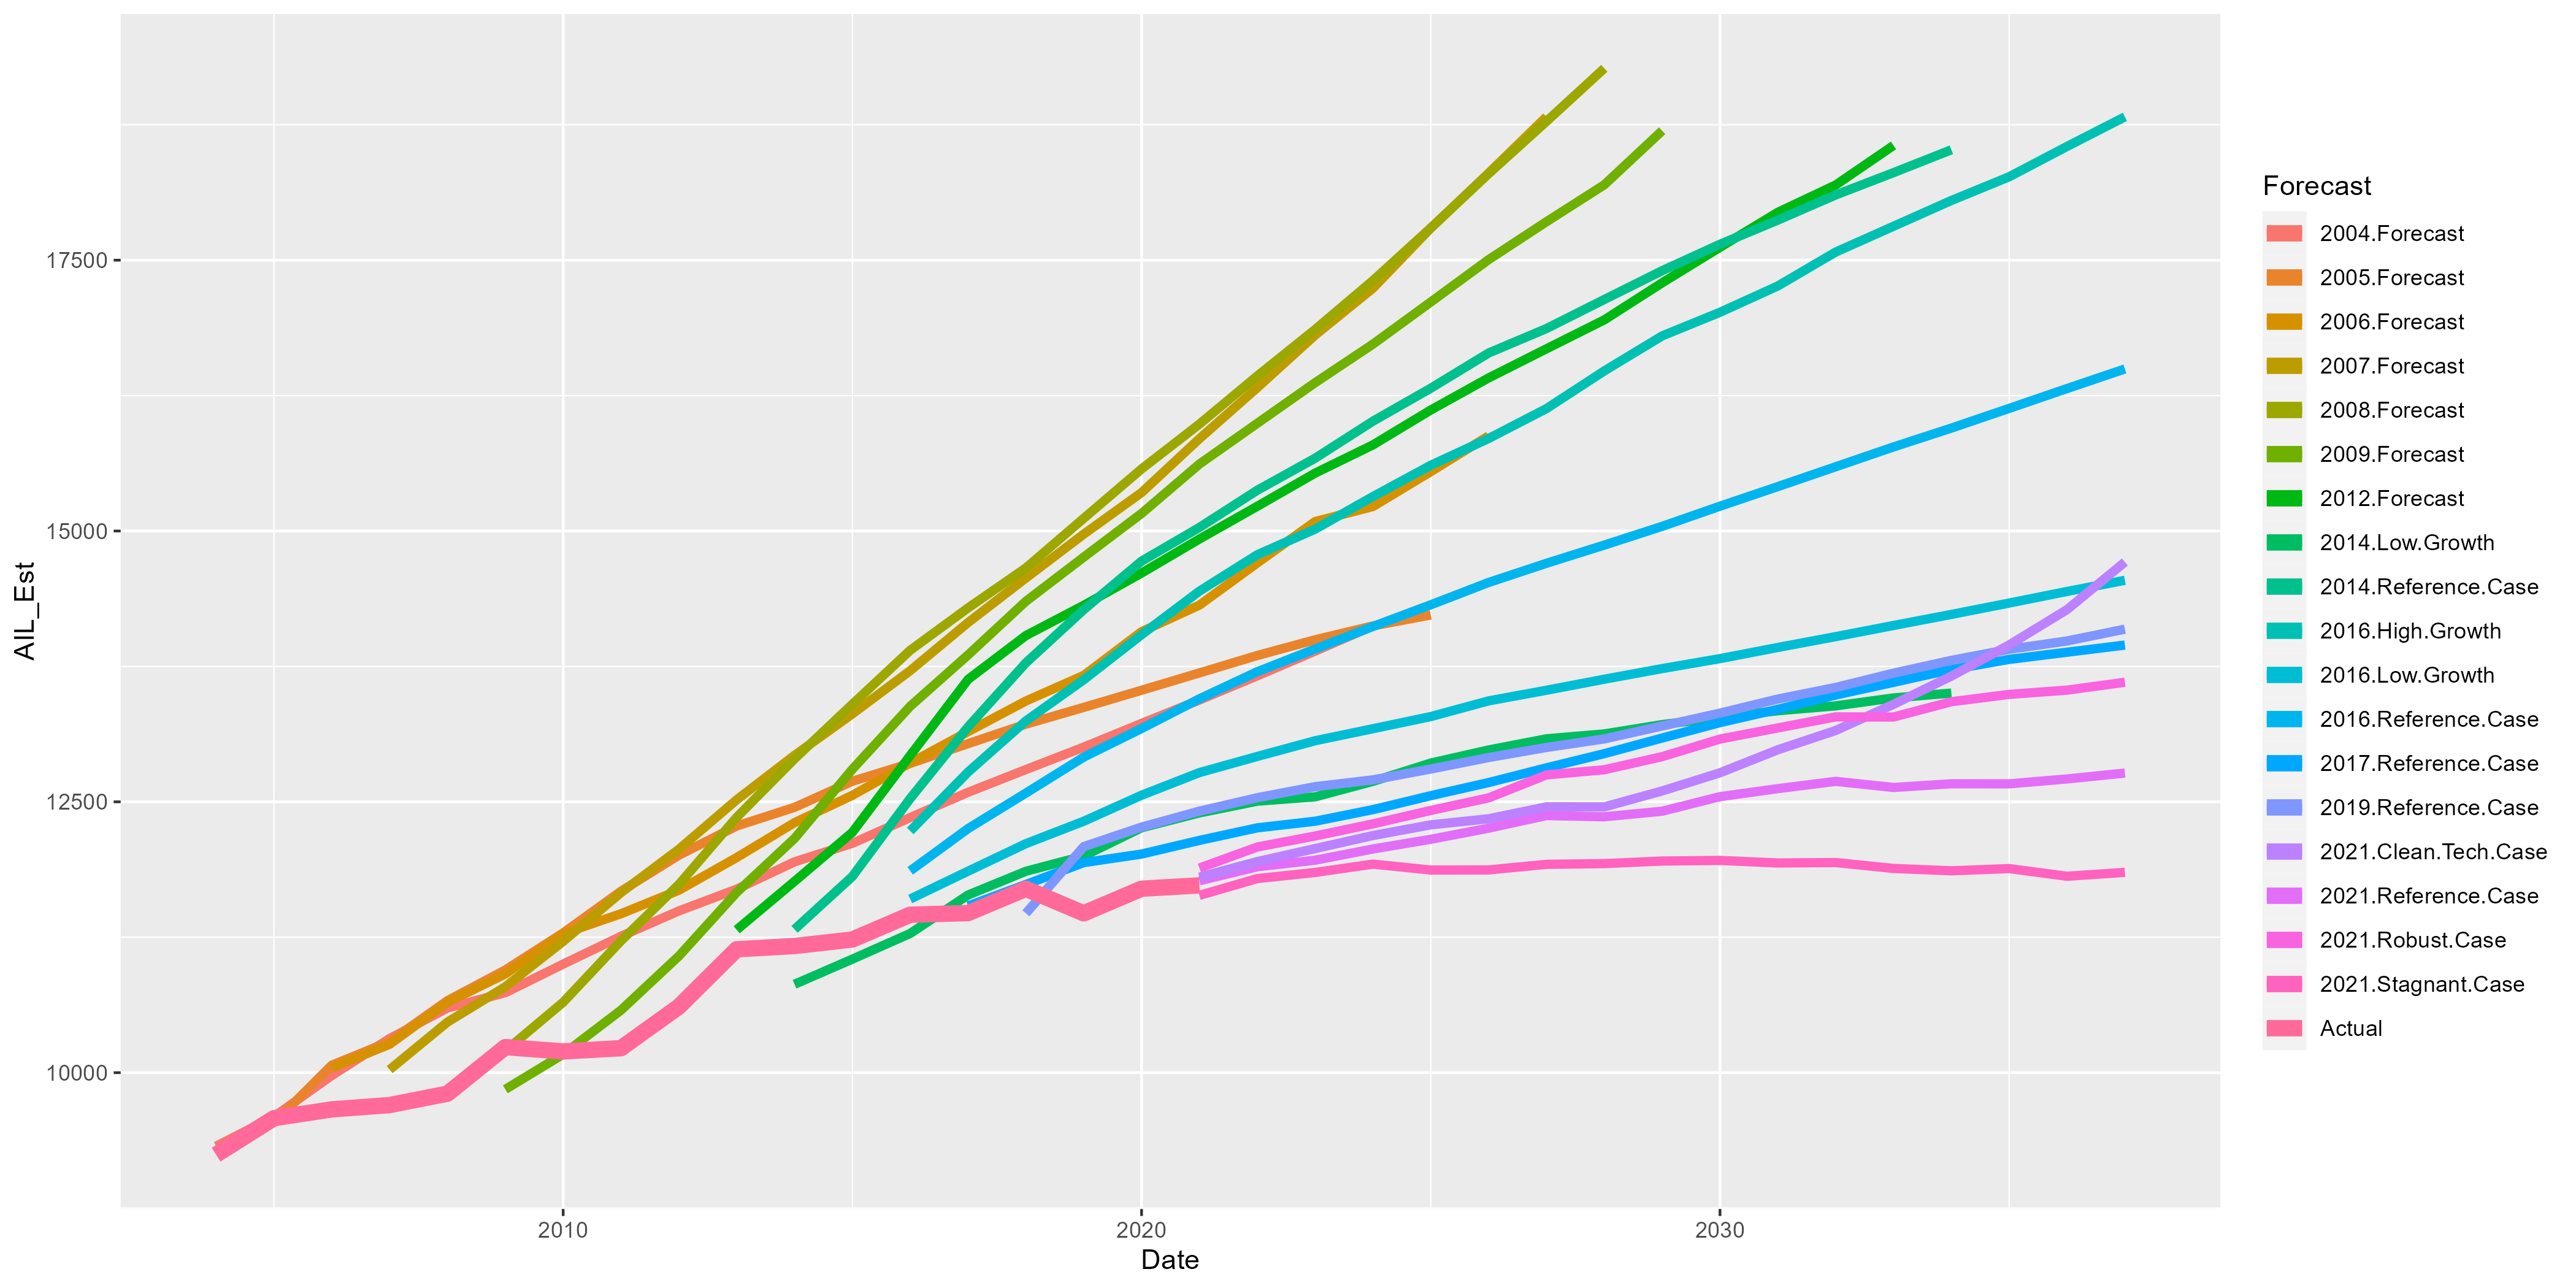 17500
15000
12500
10000
AIL_Est
2010
2020
2030
Date
Forecast
2004.Forecast
2005.Forecast
2006.Forecast
2007.Forecast
2008.Forecast
2009.Forecast
2012.Forecast
2014.Low.Growth
2014.Reference.Case
2016.High.Growth
2016.Low.Growth
2016.Reference.Case
2017.Reference.Case
2019.Reference.Case
2021.Clean.Tech.Case
2021.Reference.Case
2021.Robust.Case
2021.Stagnant.Case
Actual